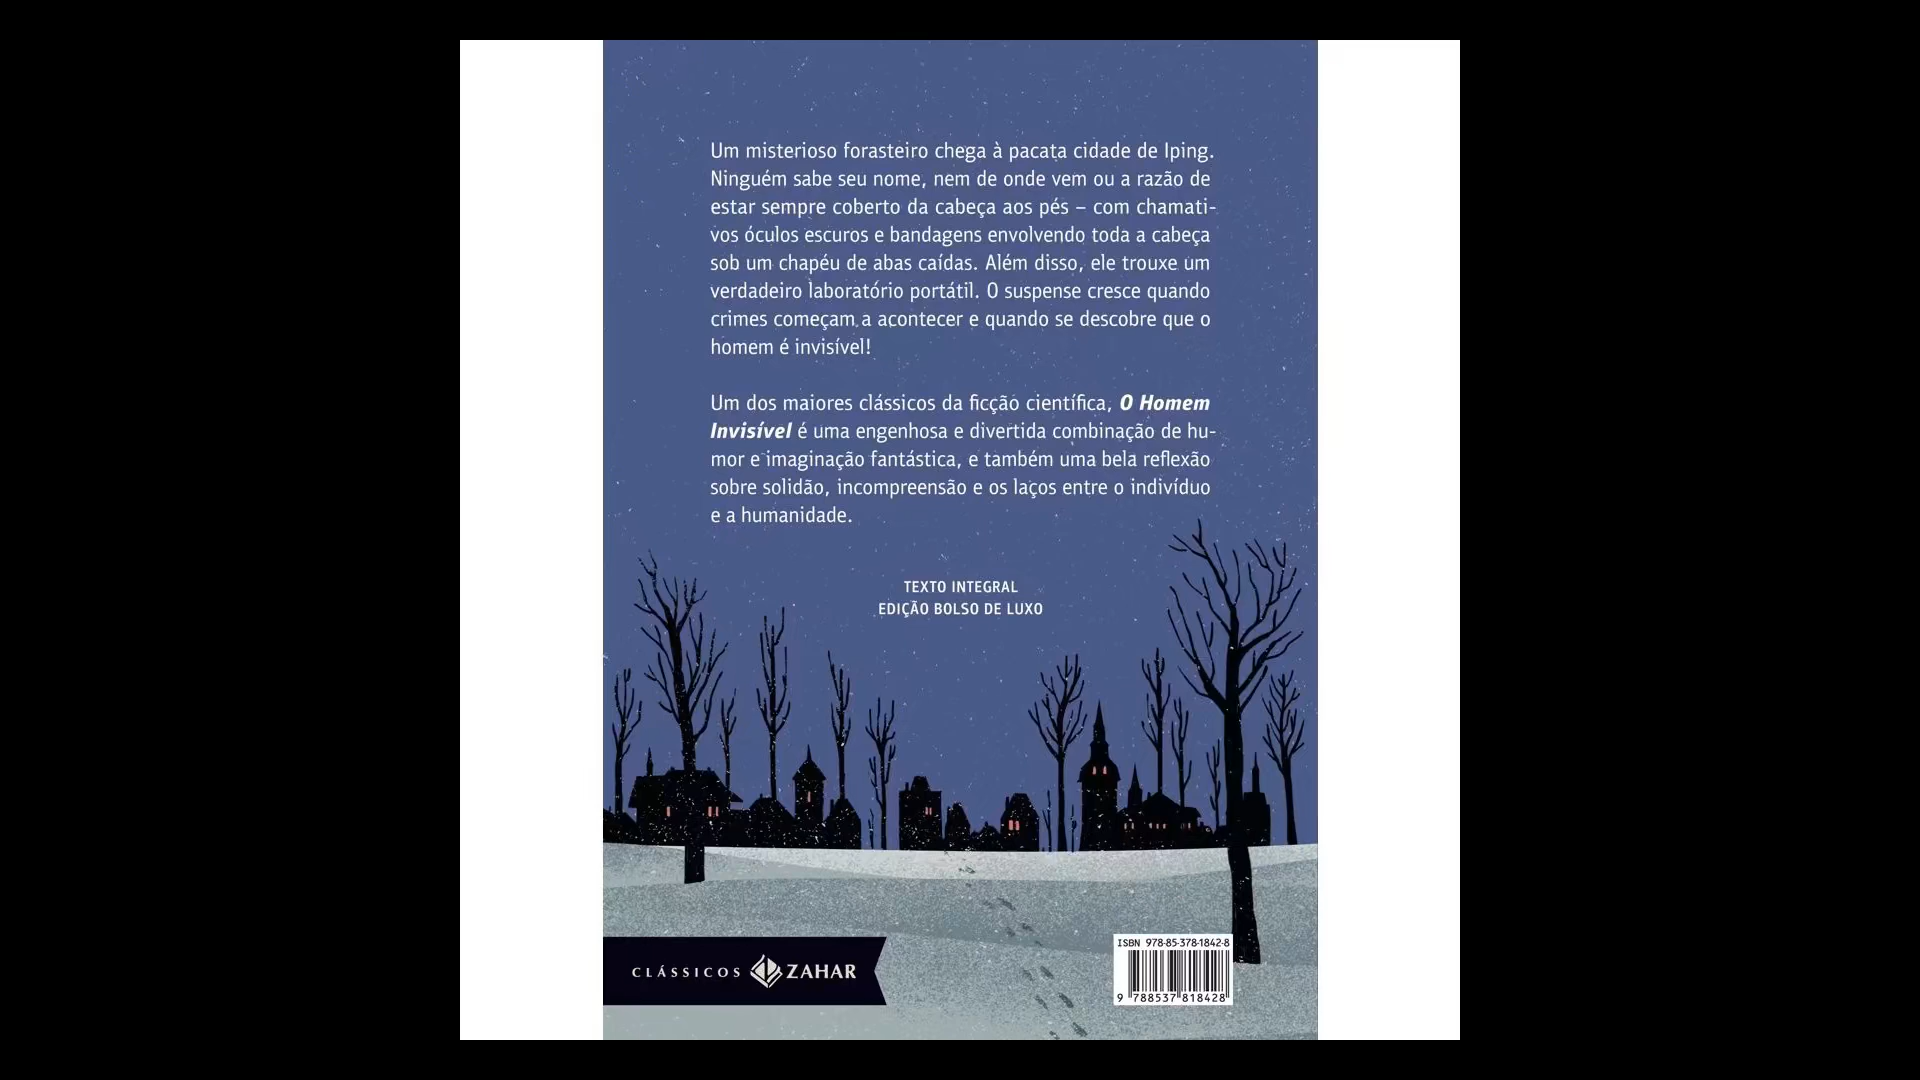 Um misterioso forasteiro chega à pacata cidade de Iping.
Ninguém sabe seu nome, nem de onde vem ou a razão de
estar sempre coberto da cabeça aos pés – com chamati-
vos óculos escuros e bandagens envolvendo toda a cabeça
sob um chapéu de abas caídas. Além disso, ele trouxe um
verdadeiro laboratório portátil. O suspense cresce quando
crimes começam a acontecer e quando se descobre que o
homem é invisível!
Um dos maiores clássicos da ficção científica, O Homem
Invisível é uma engenhosa e divertida combinação de hu-
mor e imaginação fantástica, e também uma bela reflexão
sobre solidão, incompreensão e os laços entre o indivíduo
e a humanidade.
TEXTO INTEGRAL
EDIÇÃO BOLSO DE LUXO
CLÁSSICOS ZAHAR
ISBN 978-85-378-1842-8
9 788537 818428